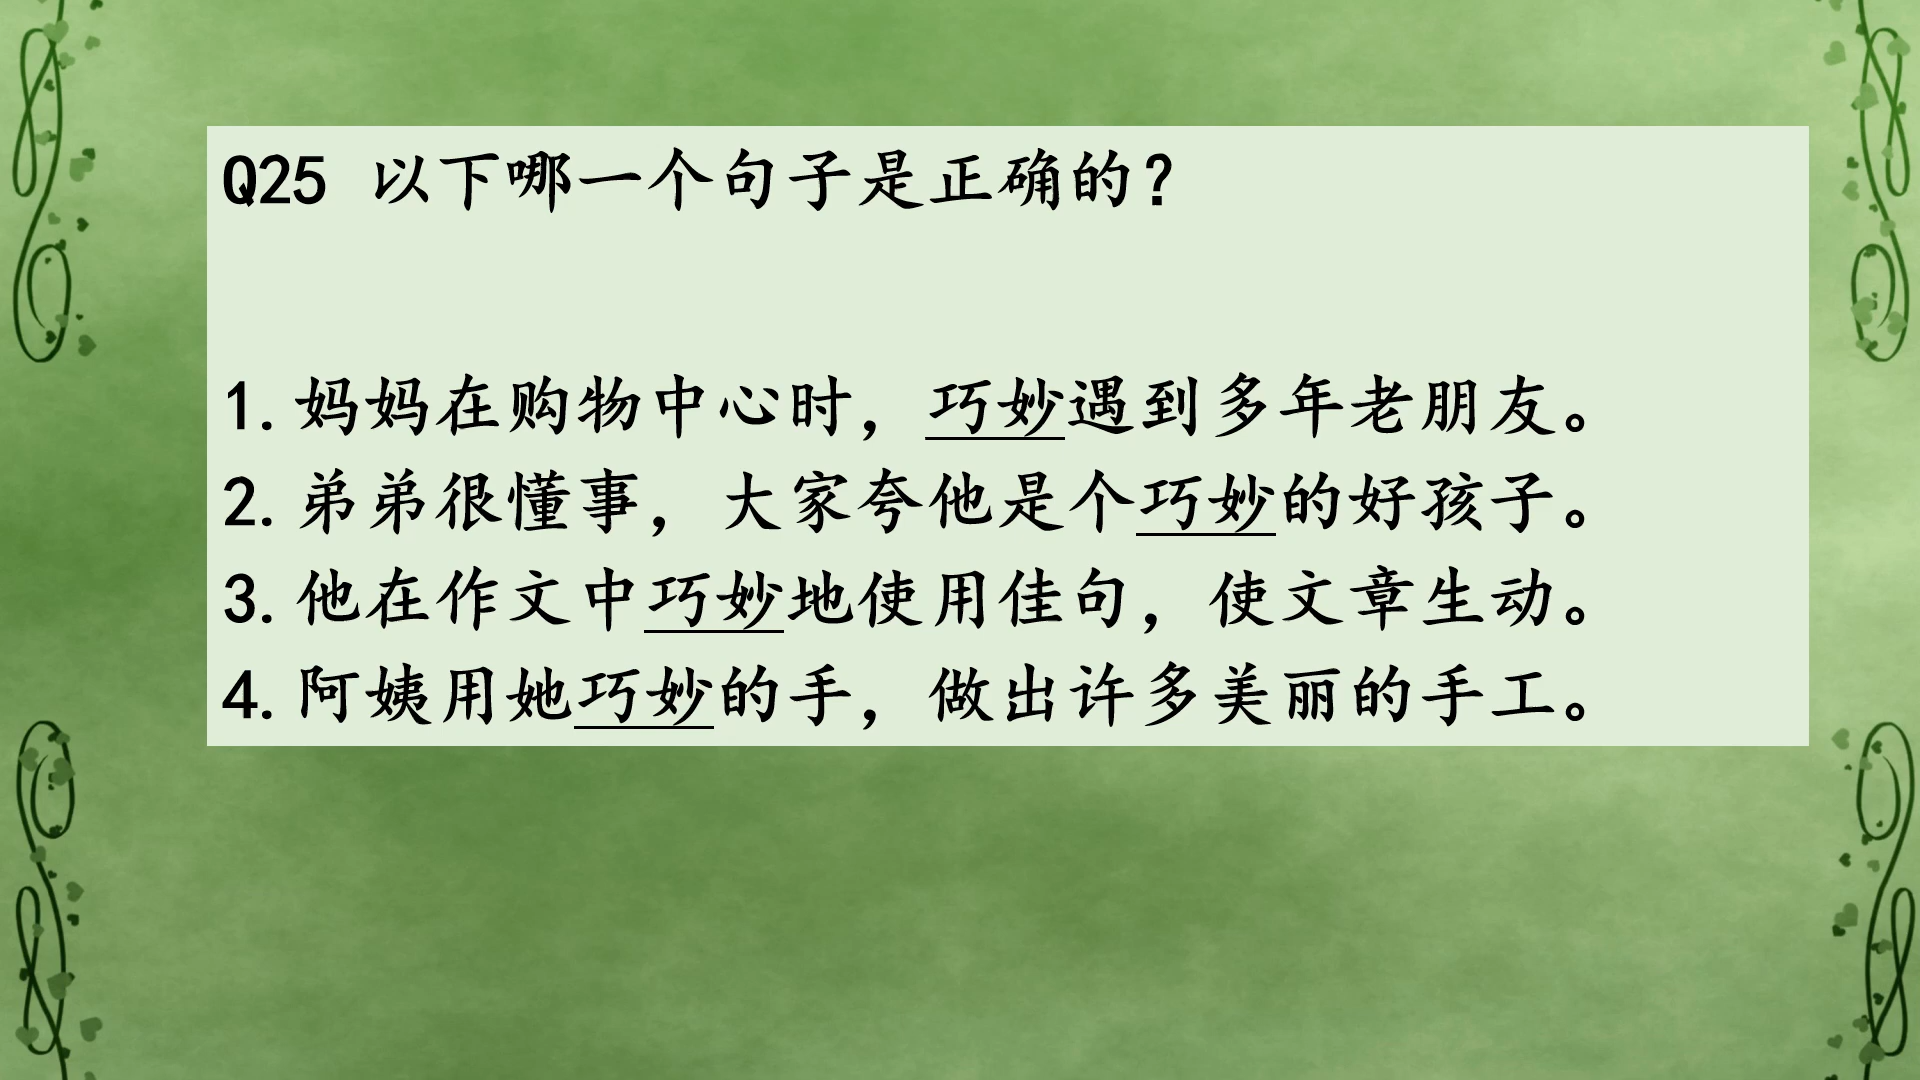 Q25 以下哪一个句子是正确的？
1.妈妈在购物中心时，巧妙遇到多年老朋友。
2.弟弟很懂事，大家夸他是个巧妙的好孩子。
3.他在作文中巧妙地使用佳句，使文章生动。
4.阿姨用她巧妙的手，做出许多美丽的手工。